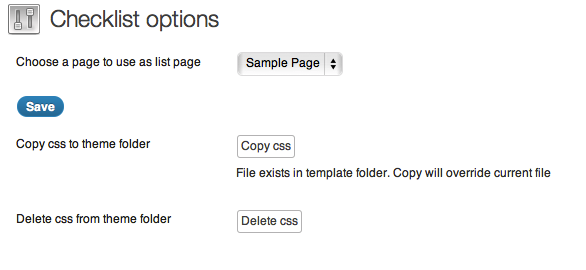 Checklist options
Choose a page to use as list page Sample Page
Save
Copy css to theme folder Copy css
File exists in template folder. Copy will override current file
Delete css from theme folder Delete css